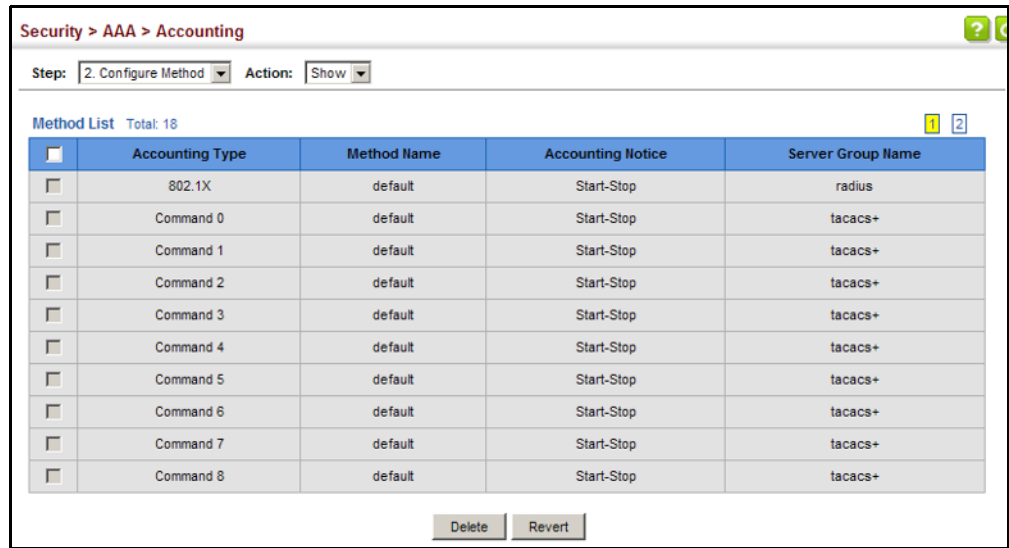 Security > AAA > Accounting ?
Step: 2. Configure Method Action: Show
Method List Total: 18 1 2
Accounting Type Method Name Accounting Notice Server Group Name
802.1X default Start-Stop radius
Command 0 default Start-Stop tacacs+
Command 1 default Start-Stop tacacs+
Command 2 default Start-Stop tacacs+
Command 3 default Start-Stop tacacs+
Command 4 default Start-Stop tacacs+
Command 5 default Start-Stop tacacs+
Command 6 default Start-Stop tacacs+
Command 7 default Start-Stop tacacs+
Command 8 default Start-Stop tacacs+
Delete Revert